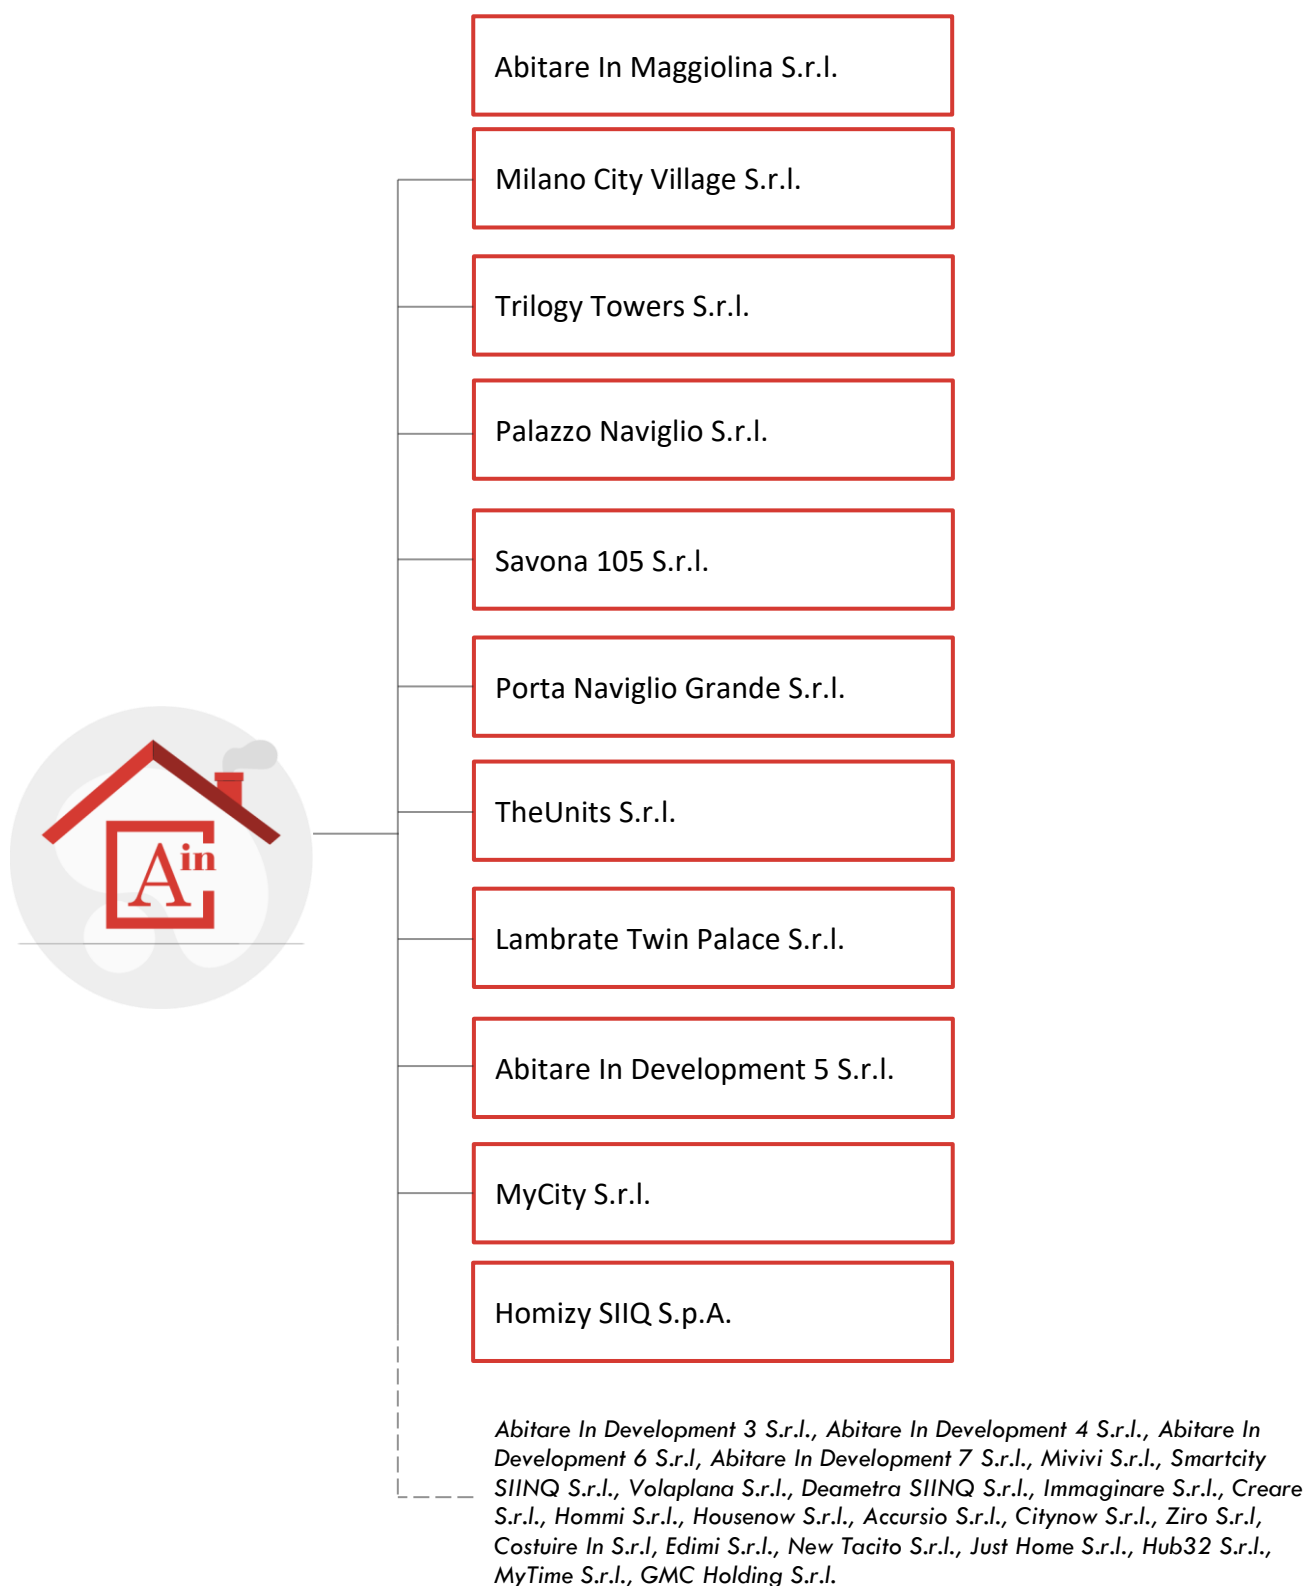 Abitare In Maggiolina S.r.l.
Milano City Village S.r.l.
Trilogy Towers S.r.l.
Palazzo Naviglio S.r.l.
Savona 105 S.r.l.
Porta Naviglio Grande S.r.l.
Ain
TheUnits S.r.l.
Lambrate Twin Palace S.r.l.
Abitare In Development 5 S.r.l.
MyCity S.r.l.
Homizy SIIQ S.p.A.
Abitare In Development 3 S.r.l., Abitare In Development 4 S.r.l., Abitare In
Development 6 S.r.l, Abitare In Development 7 S.r.l., Mivivi S.r.l., Smartcity
SIINQ S.r.l., Volaplana S.r.l., Deametra SIINQ S.r.l., Immaginare S.r.l., Creare
S.r.l., Hommi S.r.l., Housenow S.r.l., Accursio S.r.l., Citynow S.r.l., Ziro S.r.l,
Costuire In S.r.l, Edimi S.r.l., New Tacito S.r.l., Just Home S.r.l., Hub32 S.r.l.,
MyTime S.r.l., GMC Holding S.r.l.